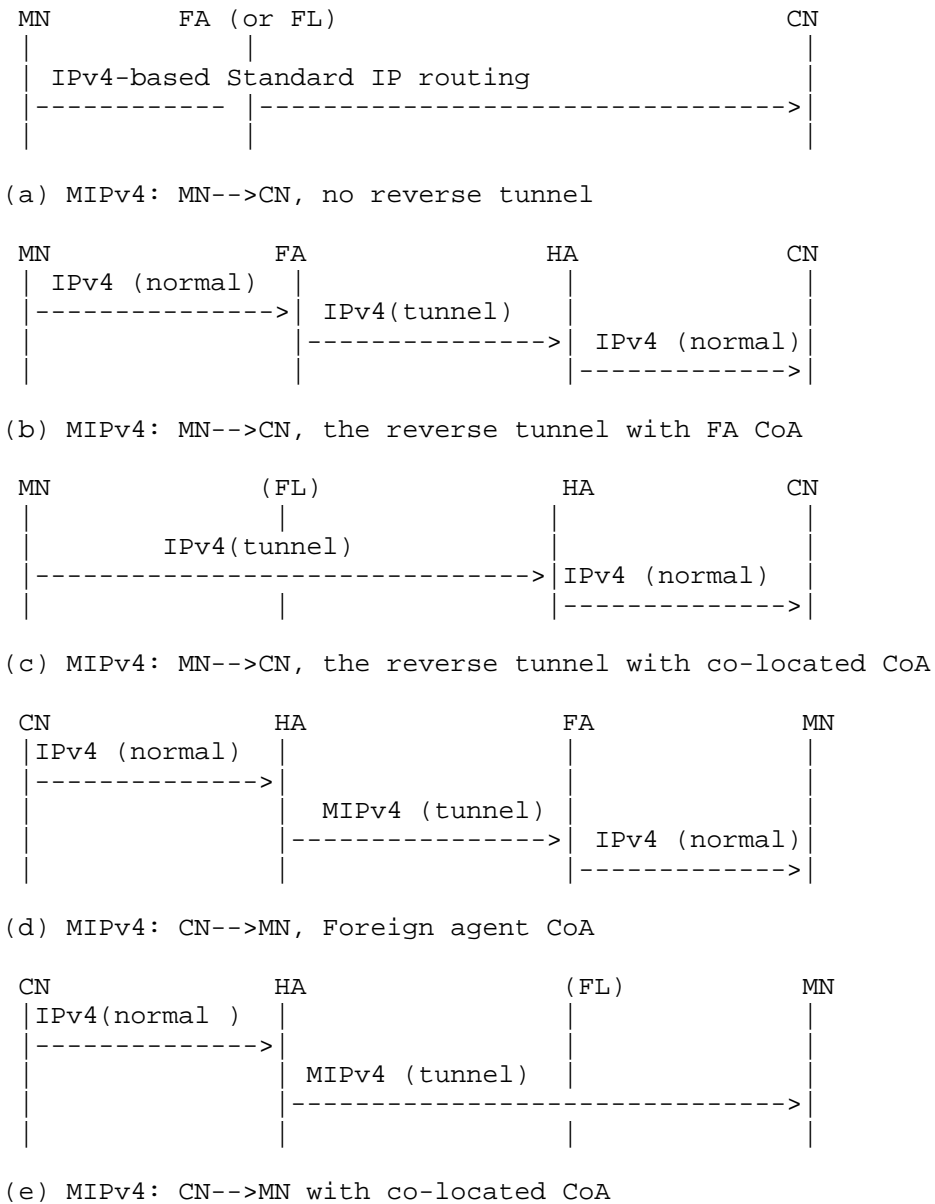 MN FA (or FL) CN
IPv4-based Standard IP routing
(a) MIPv4: MN-->CN, no reverse tunnel
MN FA HA CN
IPv4 (normal)
IPv4(tunnel)
IPv4 (normal)
(b) MIPv4: MN-->CN, the reverse tunnel with FA CoA
MN (FL) HA CN
IPv4(tunnel)
IPv4 (normal)
(c) MIPv4: MN-->CN, the reverse tunnel with co-located CoA
CN HA FA MN
IPv4 (normal)
MIPv4 (tunnel)
IPv4 (normal)
(d) MIPv4: CN-->MN, Foreign agent CoA
CN HA (FL) MN
IPv4(normal )
MIPv4 (tunnel)
(e) MIPv4: CN-->MN with co-located CoA